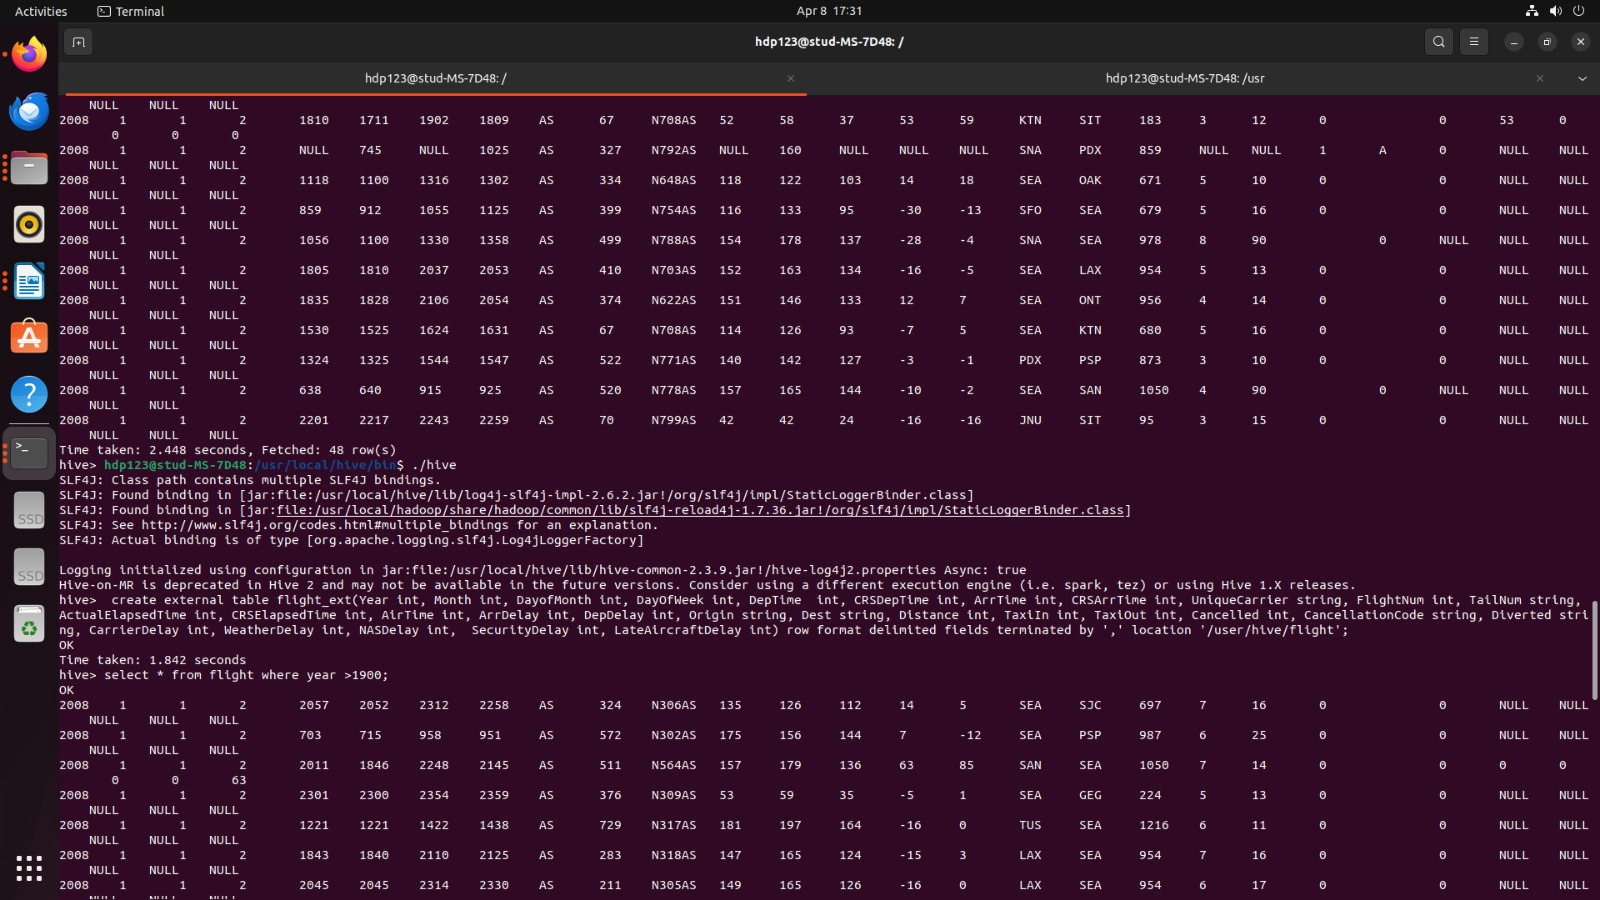 Activities Terminal Apr 8 17:31
hdp123@stud-MS-7D48: /
hdp123@stud-MS-7D48: / hdp123@stud-MS-7D48: /usr
NULL NULL NULL
2008 1 1 2 1810 1711 1902 1809 AS 67 N708AS 52 58 37 53 59 KTN SIT 183 3 12 0 0 53 0
0 0 0
2008 1 1 2 NULL 745 NULL 1025 AS 327 N792AS NULL 160 NULL NULL NULL SNA PDX 859 NULL NULL 1 A 0 NULL NULL
NULL NULL NULL
2008 1 1 2 1118 1100 1316 1302 AS 334 N648AS 118 122 103 14 18 SEA OAK 671 5 10 0 0 NULL NULL
NULL NULL NULL
2008 1 1 2 859 912 1055 1125 AS 399 N754AS 116 133 95 -30 -13 SFO SEA 679 5 16 0 0 NULL NULL
NULL NULL NULL
2008 1 1 2 1056 1100 1330 1358 AS 499 N788AS 154 178 137 -28 -4 SNA SEA 978 8 90 0 NULL NULL NULL
NULL NULL
2008 1 1 2 1805 1810 2037 2053 AS 410 N703AS 152 163 134 -16 -5 SEA LAX 954 5 13 0 0 NULL NULL
NULL NULL NULL
2008 1 1 2 1835 1828 2106 2054 AS 374 N622AS 151 146 133 12 7 SEA ONT 956 4 14 0 0 NULL NULL
NULL NULL NULL
2008 1 1 2 1530 1525 1624 1631 AS 67 N708AS 114 126 93 -7 5 SEA KTN 680 5 16 0 0 NULL NULL
NULL NULL NULL
2008 1 1 2 1324 1325 1544 1547 AS 522 N771AS 140 142 127 -3 -1 PDX PSP 873 3 10 0 0 NULL NULL
NULL NULL NULL
2008 1 1 2 638 640 915 925 AS 520 N778AS 157 165 144 -10 -2 SEA SAN 1050 4 90 0 NULL NULL NULL
NULL NULL
2008 1 1 2 2201 2217 2243 2259 AS 70 N799AS 42 42 24 -16 -16 JNU SIT 95 3 15 0 0 NULL NULL
NULL NULL NULL
Time taken: 2.448 seconds, Fetched: 48 row(s)
hive> hdp123@stud-MS-7D48:/usr/local/hive/bin$ ./hive
SLF4J: Class path contains multiple SLF4J bindings.
SLF4J: Found binding in [jar:file:/usr/local/hive/lib/log4j-slf4j-impl-2.6.2.jar!/org/slf4j/impl/StaticLoggerBinder.class]
SLF4J: Found binding in [jar:file:/usr/local/hadoop/share/hadoop/common/lib/slf4j-reload4j-1.7.36.jar!/org/slf4j/impl/StaticLoggerBinder.class]
SLF4J: See http://www.slf4j.org/codes.html#multiple_bindings for an explanation.
SLF4J: Actual binding is of type [org.apache.logging.slf4j.Log4jLoggerFactory]
Logging initialized using configuration in jar:file:/usr/local/hive/lib/hive-common-2.3.9.jar!/hive-log4j2.properties Async: true
Hive-on-MR is deprecated in Hive 2 and may not be available in the future versions. Consider using a different execution engine (i.e. spark, tez) or using Hive 1.X releases.
hive> create external table flight_ext(Year int, Month int, DayofMonth int, DayOfWeek int, DepTime int, CRSDepTime int, ArrTime int, CRSArrTime int, UniqueCarrier string, FlightNum int, TailNum string,
ActualElapsedTime int, CRSElapsedTime int, AirTime int, ArrDelay int, DepDelay int, Origin string, Dest string, Distance int, TaxiIn int, TaxiOut int, Cancelled int, CancellationCode string, Diverted stri
ng, CarrierDelay int, WeatherDelay int, NASDelay int, SecurityDelay int, LateAircraftDelay int) row format delimited fields terminated by ',' location '/user/hive/flight';
OK
Time taken: 1.842 seconds
hive> select * from flight where year >1900;
OK
2008 1 1 2 2057 2052 2312 2258 AS 324 N306AS 135 126 112 14 5 SEA SJC 697 7 16 0 0 NULL NULL
NULL NULL NULL
2008 1 1 2 703 715 958 951 AS 572 N302AS 175 156 144 7 -12 SEA PSP 987 6 25 0 0 NULL NULL
NULL NULL NULL
2008 1 1 2 2011 1846 2248 2145 AS 511 N564AS 157 179 136 63 85 SAN SEA 1050 7 14 0 0 0 0
0 0 63
2008 1 1 2 2301 2300 2354 2359 AS 376 N309AS 53 59 35 -5 1 SEA GEG 224 5 13 0 0 NULL NULL
NULL NULL NULL
2008 1 1 2 1221 1221 1422 1438 AS 729 N317AS 181 197 164 -16 0 TUS SEA 1216 6 11 0 0 NULL NULL
NULL NULL NULL
2008 1 1 2 1843 1840 2110 2125 AS 283 N318AS 147 165 124 -15 3 LAX SEA 954 7 16 0 0 NULL NULL
NULL NULL NULL
2008 1 1 2 2045 2045 2314 2330 AS 211 N305AS 149 165 126 -16 0 LAX SEA 954 6 17 0 0 NULL NULL
SSD
SSD